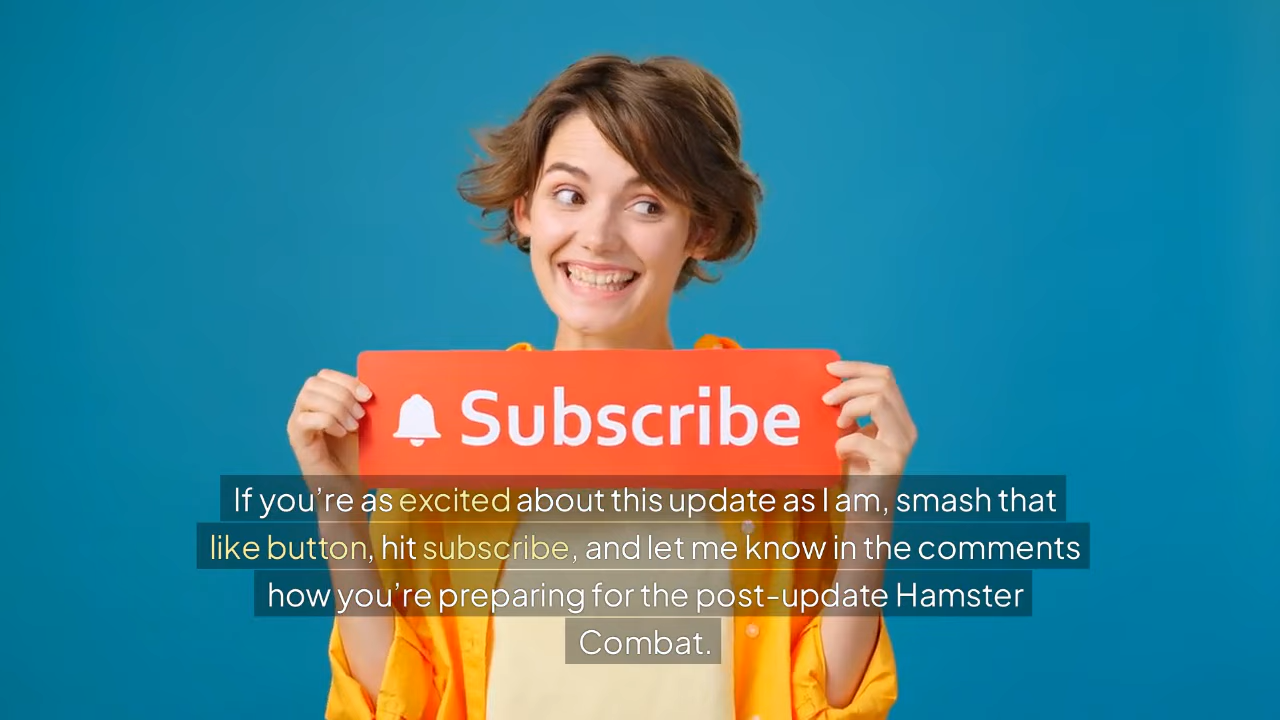 Subscribe
If you’re as excited about this update as I am, smash that
like button, hit subscribe, and let me know in the comments
how you’re preparing for the post-update Hamster
Combat.